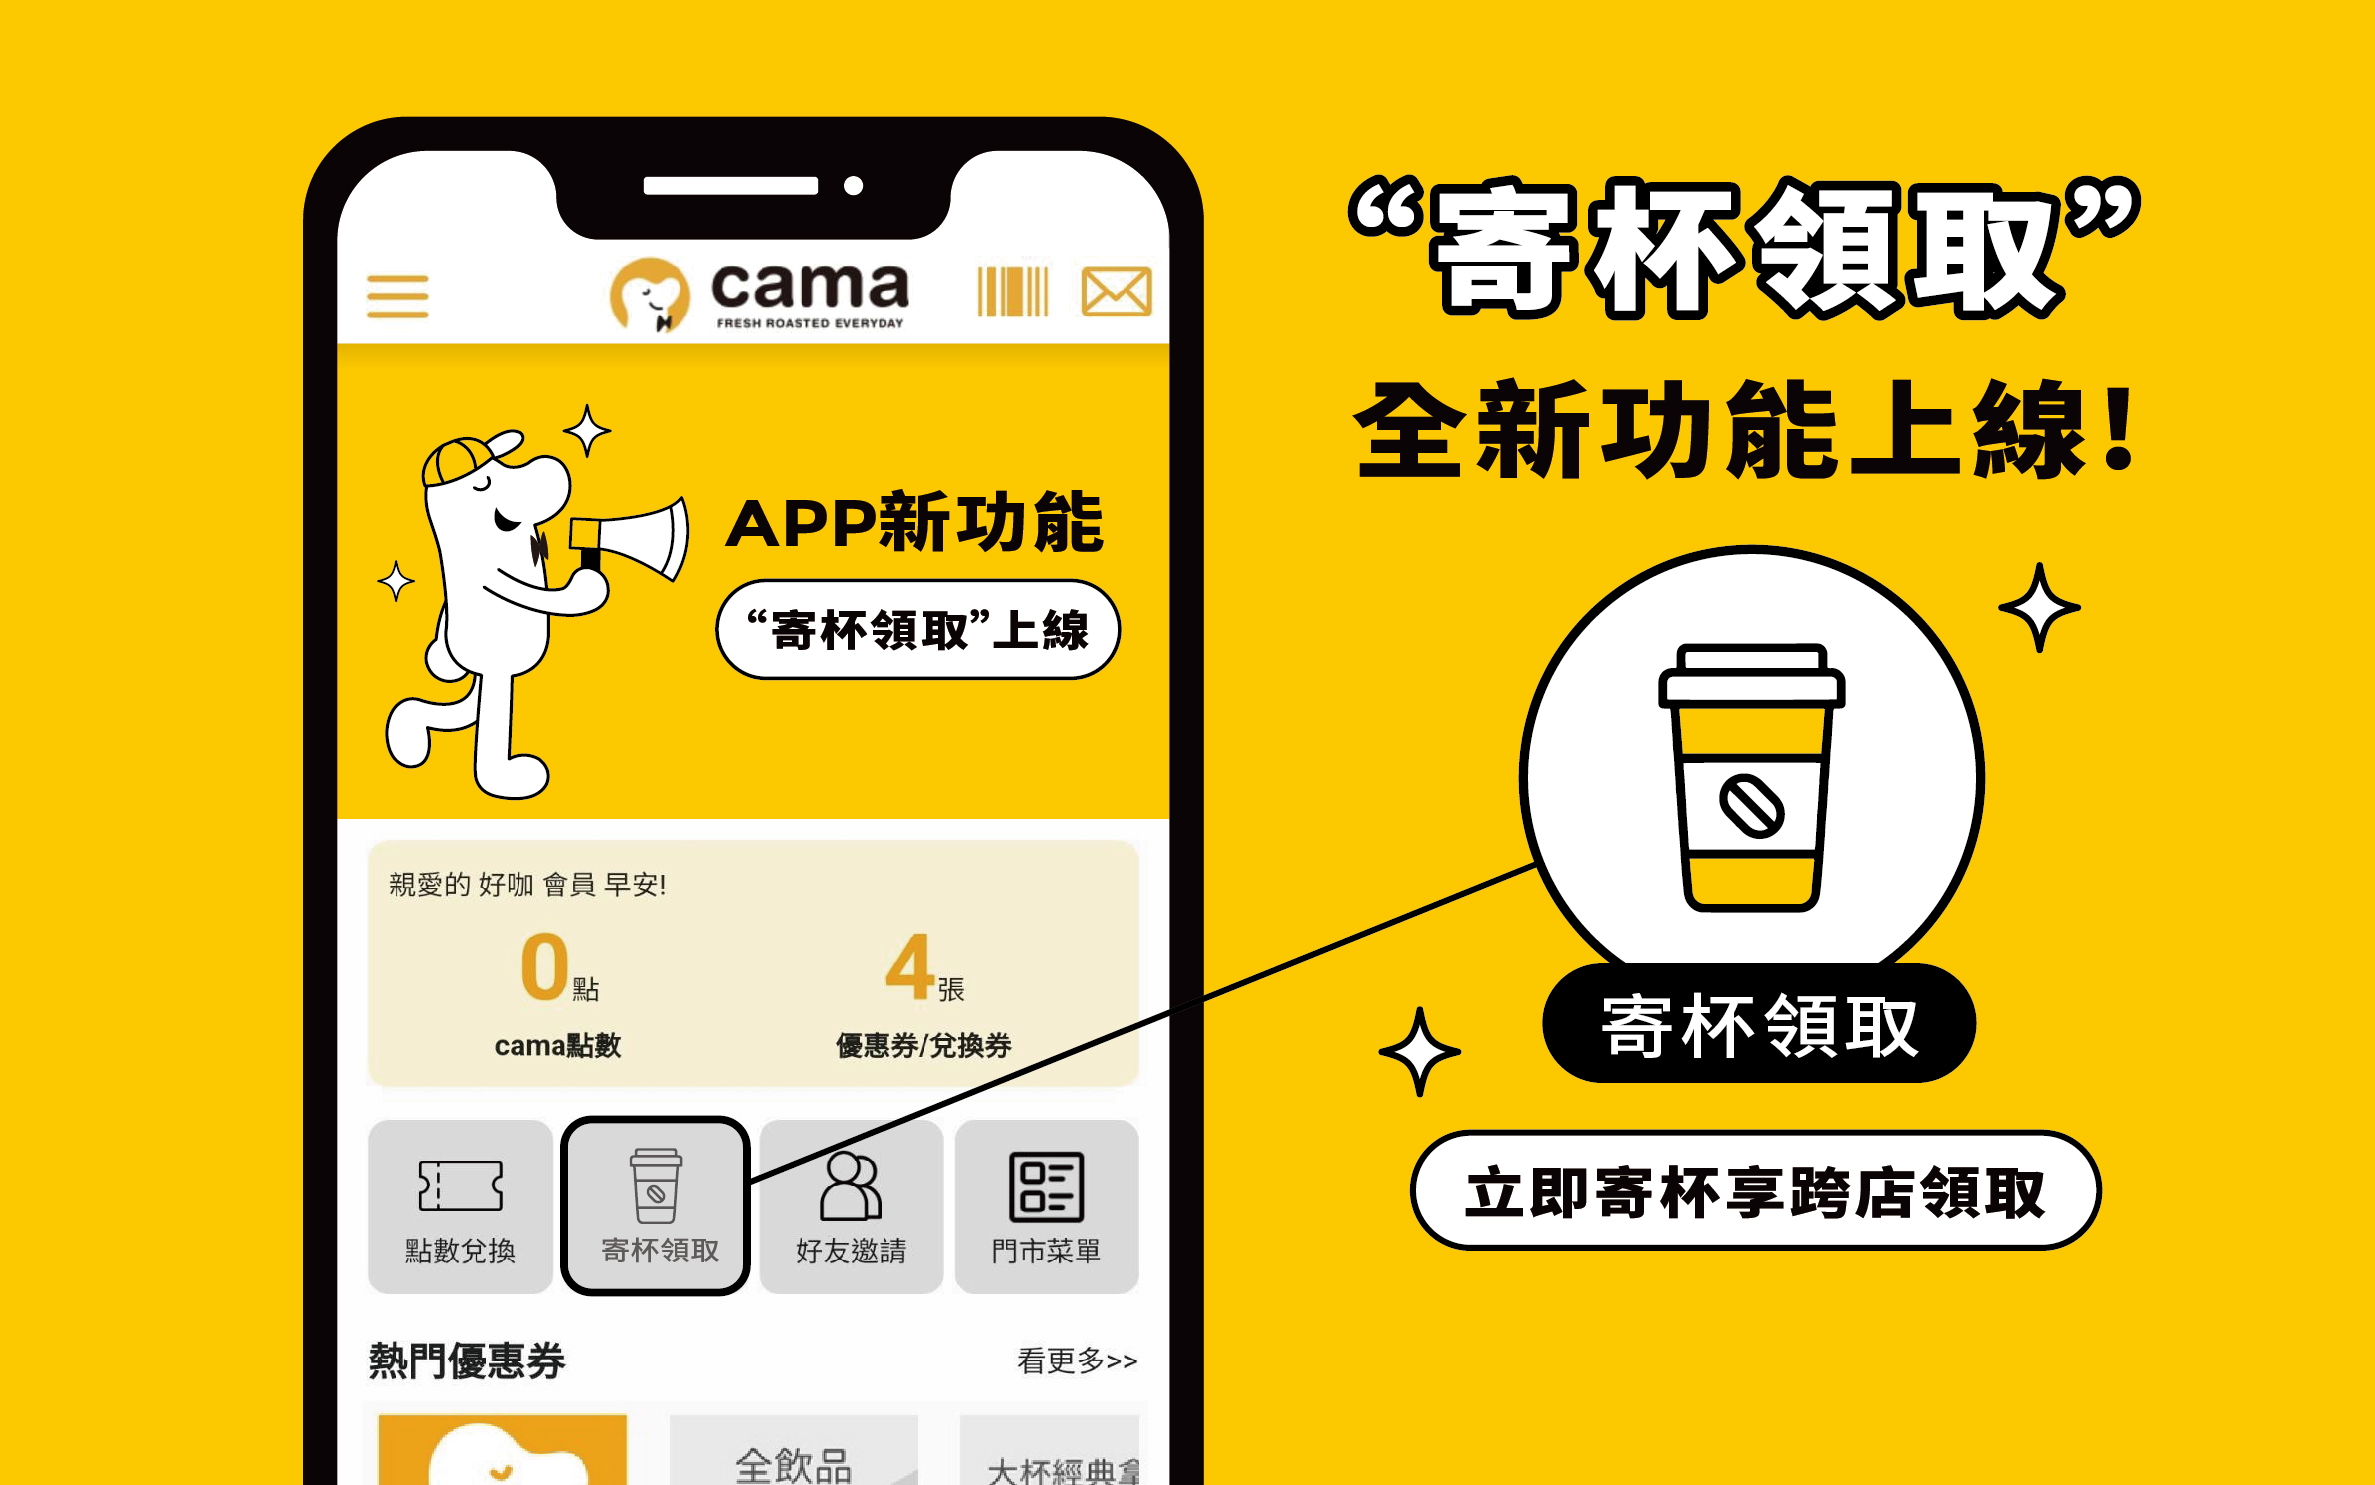 cama
FRESH ROASTED EVERYDAY
APP新功能
“寄杯領取”上線
親愛的 好咖 會員 早安!
0點
cama點數
4張
優惠券/兌換券
點數兌換
寄杯領取
好友邀請
門市菜單
熱門優惠券
看更多>>
全飲品
大杯經典拿
“寄杯領取”
全新功能上線!
寄杯領取
立即寄杯享跨店領取